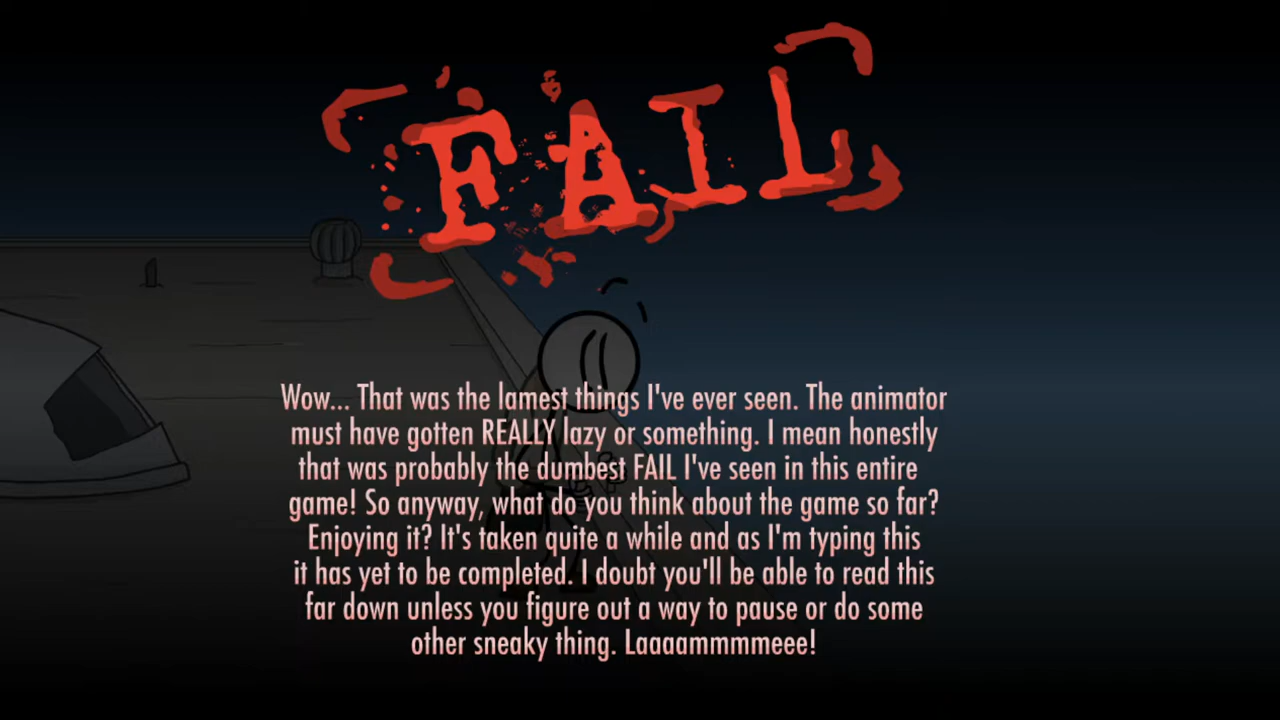 FAIL
Wow... That was the lamest things I've ever seen. The animator
must have gotten REALLY lazy or something. I mean honestly
that was probably the dumbest FAIL I've seen in this entire
game! So anyway, what do you think about the game so far?
Enjoying it? It's taken quite a while and as I'm typing this
it has yet to be completed. I doubt you'll be able to read this
far down unless you figure out a way to pause or do some
other sneaky thing. Laaaammmmeee!